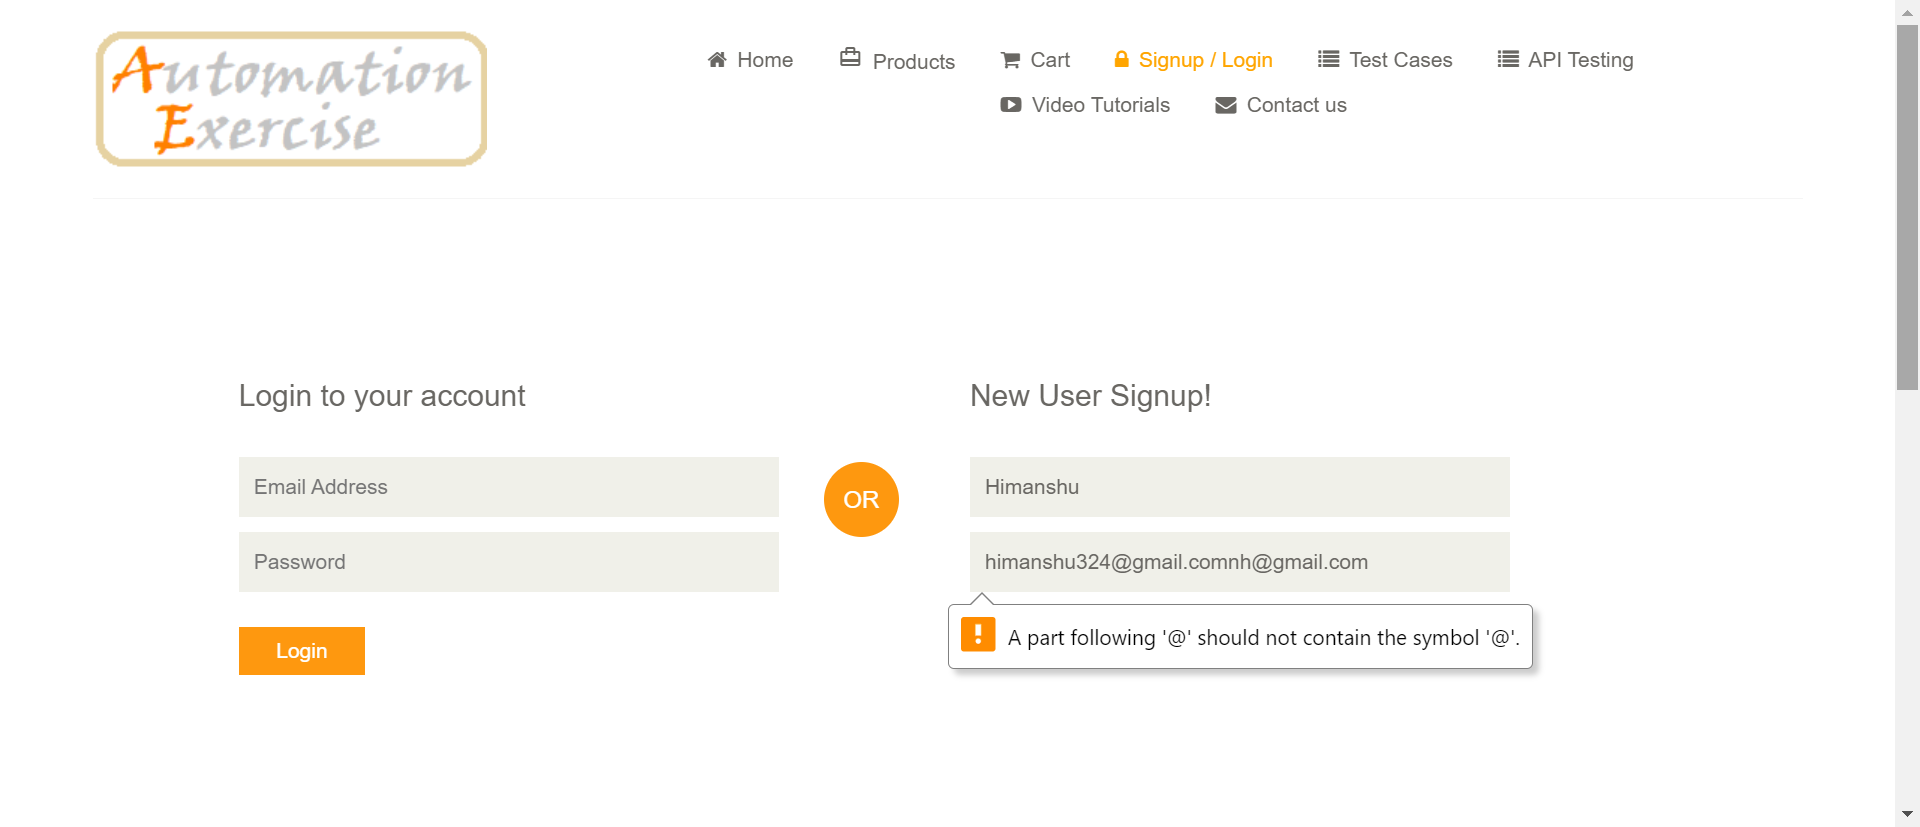 Automation
Exercise
Home Products Cart Signup / Login Test Cases API Testing
Video Tutorials Contact us
Login to your account
Email Address
Password
Login
OR
New User Signup!
Himanshu
himanshu324@gmail.comnh@gmail.com
A part following '@' should not contain the symbol '@'.